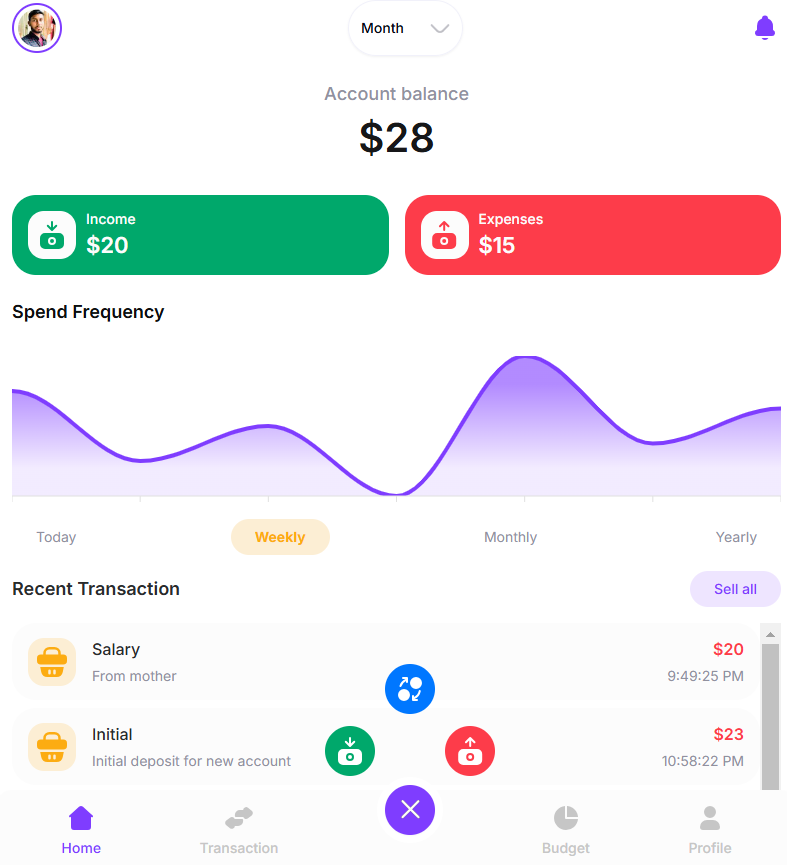 Month
Account balance
$28
Income
$20
Expenses
$15
Spend Frequency
Today
Weekly
Monthly
Yearly
Recent Transaction
Sell all
Salary
$20
From mother
9:49:25 PM
Initial
$23
Initial deposit for new account
10:58:22 PM
Home
Transaction
Budget
Profile